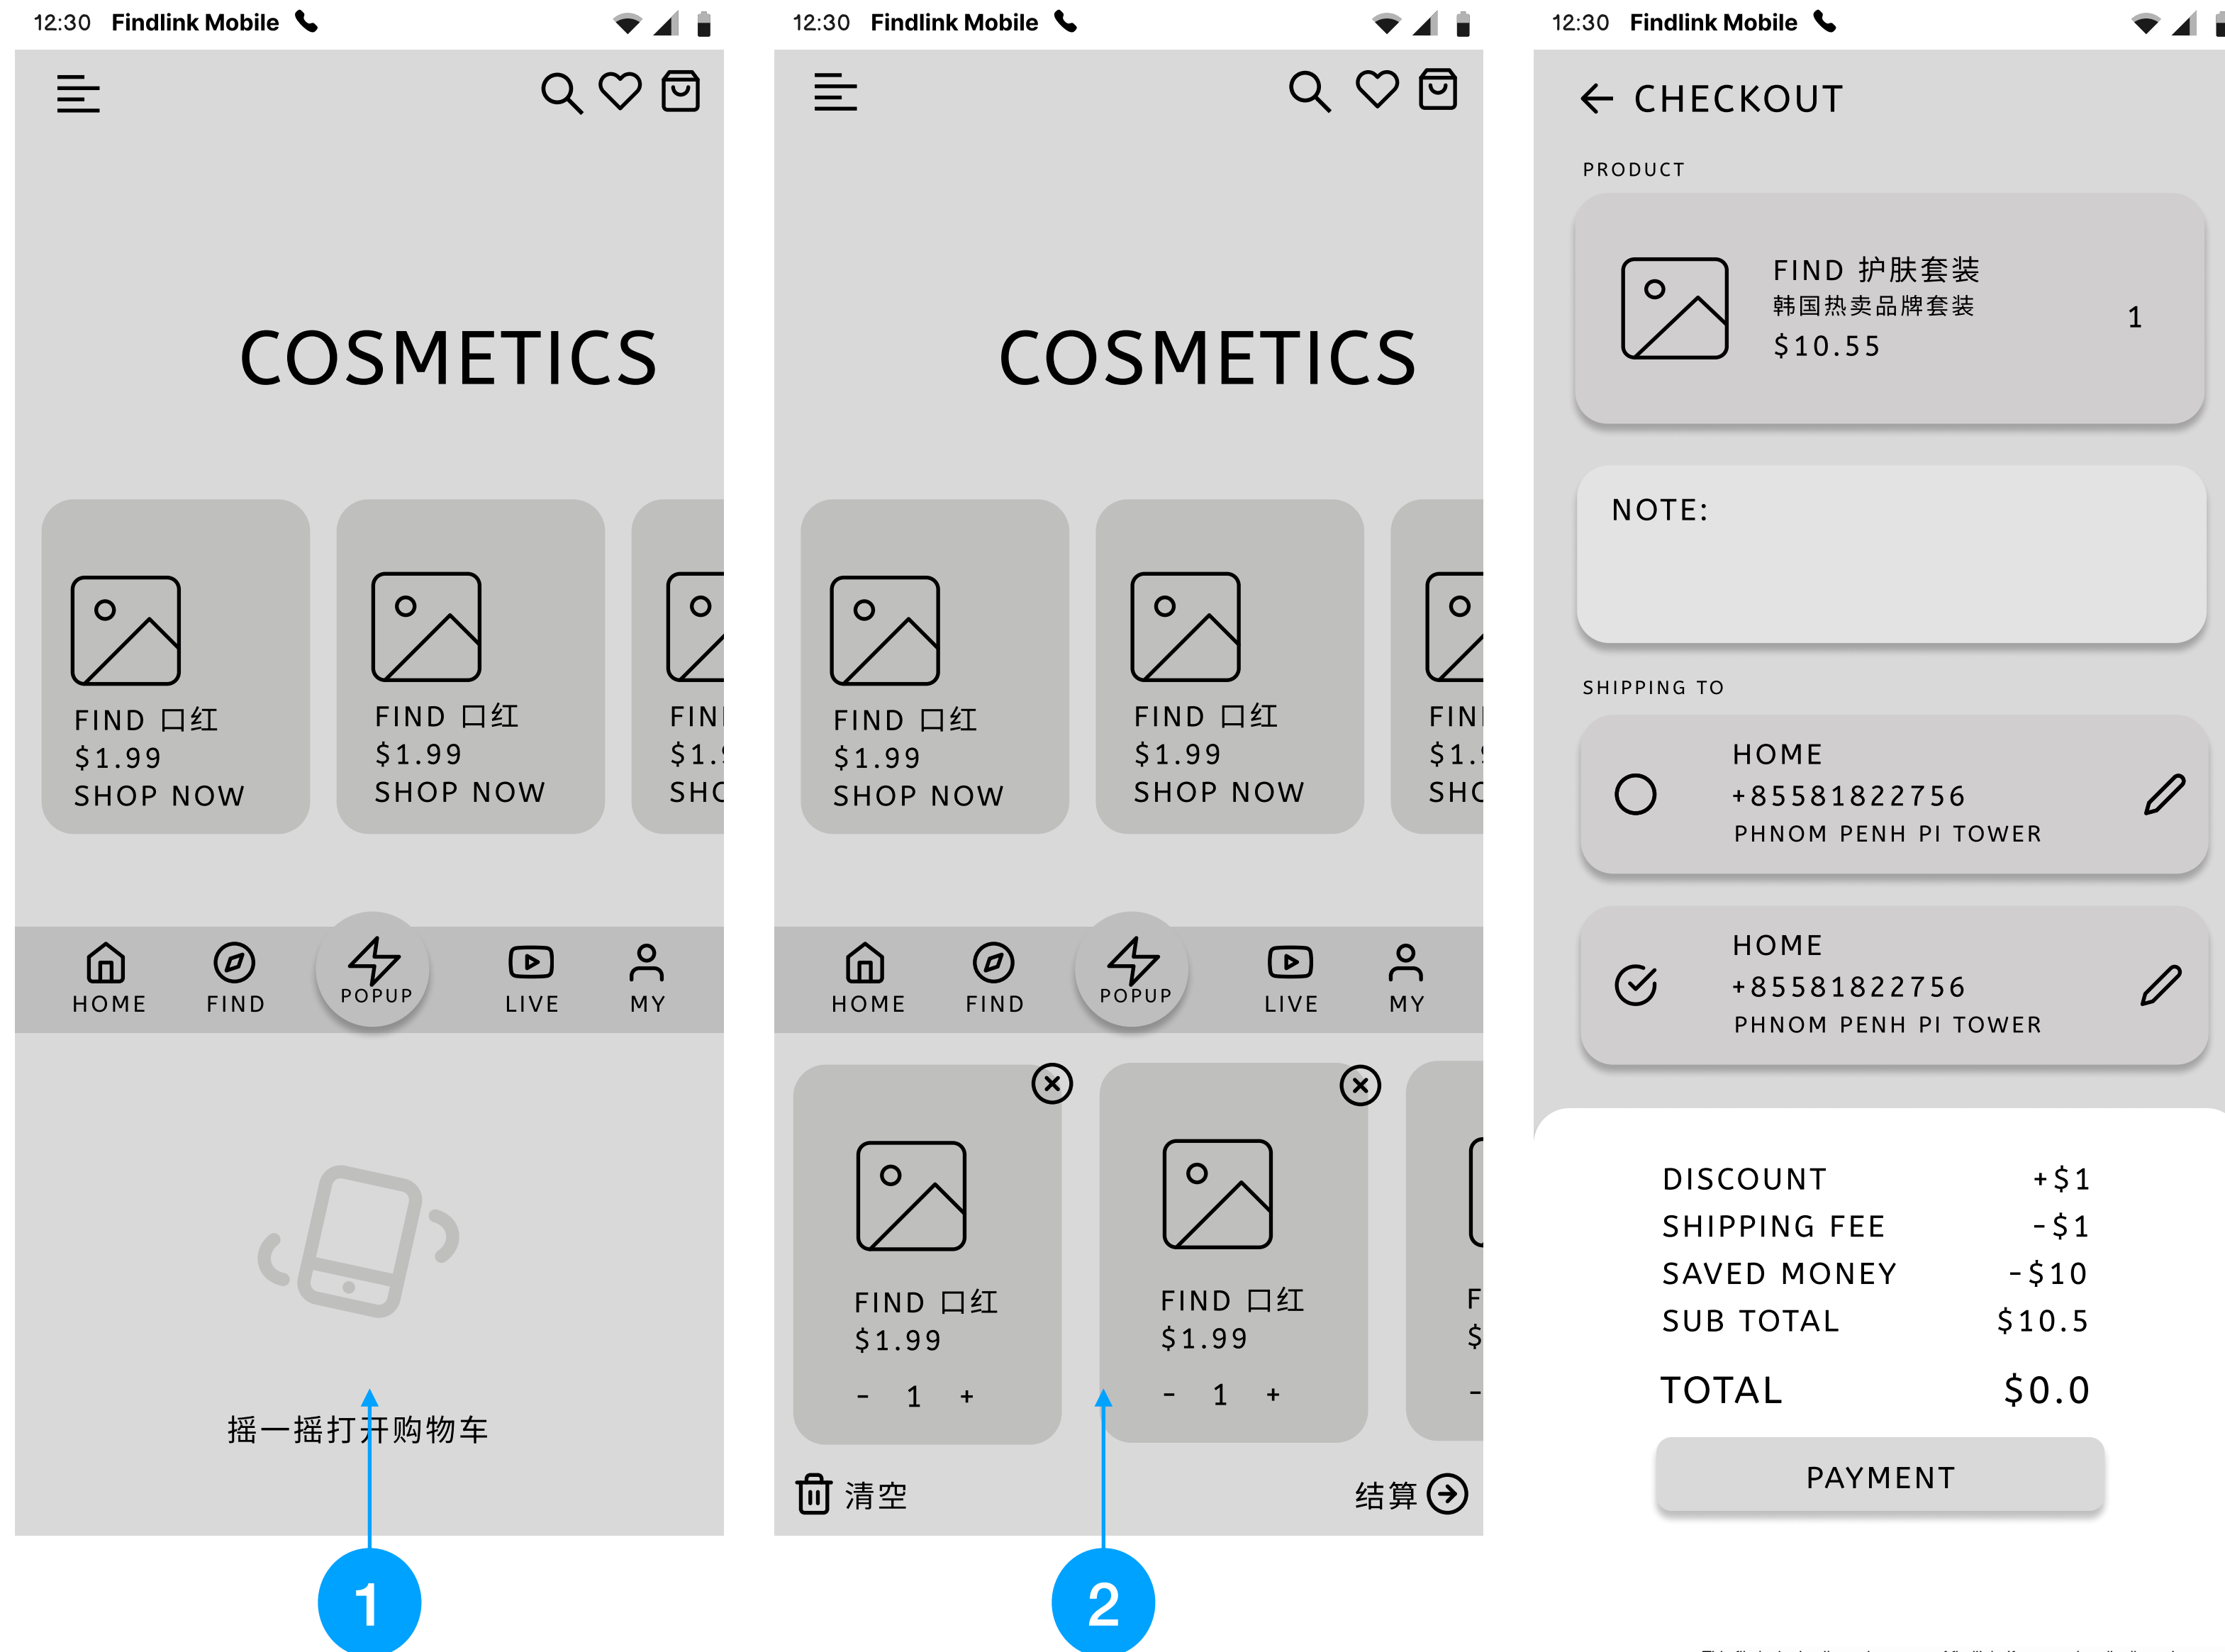 12:30 Findlink Mobile
COSMETICS
FIND 口红
$1.99
SHOP NOW
FIND 口红
$1.99
SHOP NOW
HOME
FIND
POPUP
LIVE
MY
摇一摇打开购物车
1
12:30 Findlink Mobile
COSMETICS
FIND 口红
$1.99
SHOP NOW
FIND 口红
$1.99
SHOP NOW
HOME
FIND
POPUP
LIVE
MY
FIND 口红
$1.99
- 1 +
FIND 口红
$1.99
- 1 +
清空
结算
2
12:30 Findlink Mobile
CHECKOUT
PRODUCT
FIND 护肤套装
韩国热卖品牌套装
$10.55
1
NOTE:
SHIPPING TO
HOME
+85581822756
PHNOM PENH PI TOWER
HOME
+85581822756
PHNOM PENH PI TOWER
DISCOUNT +$1
SHIPPING FEE -$1
SAVED MONEY -$10
SUB TOTAL $10.5
TOTAL $0.0
PAYMENT